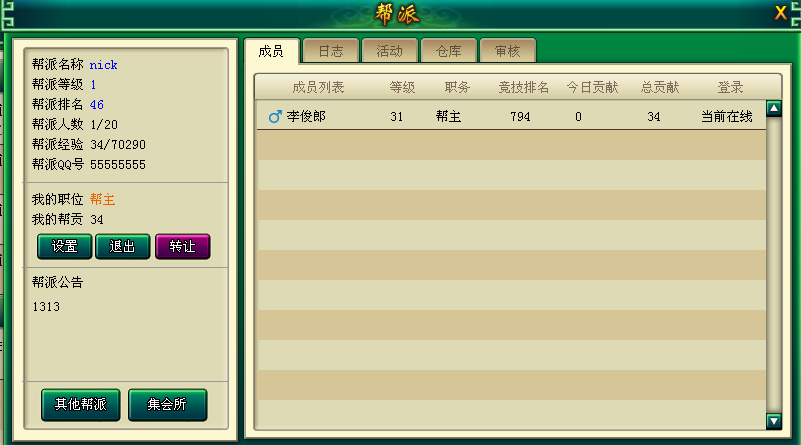 帮派
X
帮派名称 nick
帮派等级 1
帮派排名 46
帮派人数 1/20
帮派经验 34/70290
帮派QQ号 55555555
我的职位 帮主
我的帮贡 34
设置 退出 转让
帮派公告
1313
其他帮派 集会所
成员 日志 活动 仓库 审核
成员列表 等级 职务 竞技排名 今日贡献 总贡献 登录
李俊郎 31 帮主 794 0 34 当前在线